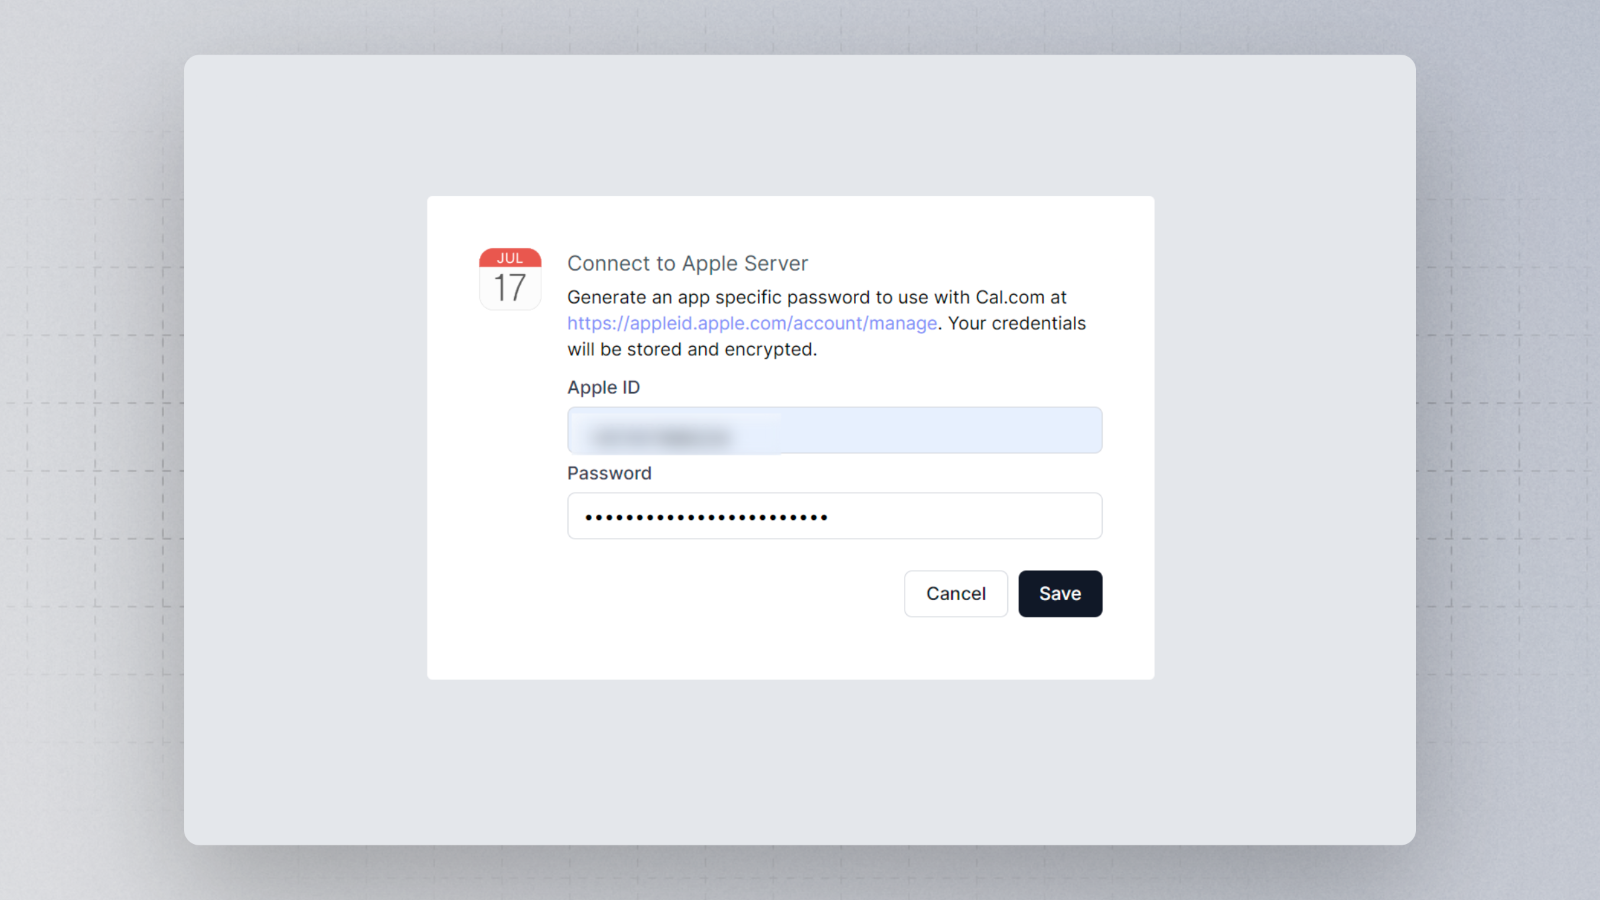 JUL
17
Connect to Apple Server
Generate an app specific password to use with Cal.com at
https://appleid.apple.com/account/manage. Your credentials
will be stored and encrypted.
Apple ID
Password
••••••••••••••••••••••••
Cancel
Save